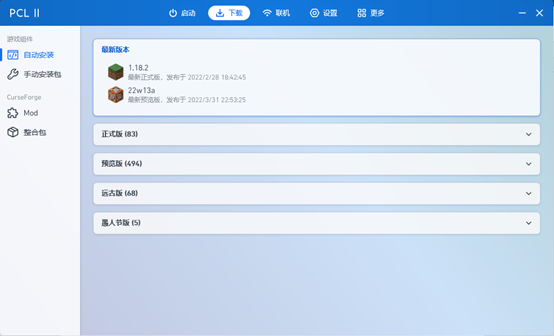 PCL II
启动
下载
联机
设置
更多
游戏组件
自动安装
手动安装包
CurseForge
Mod
整合包
最新版本
1.18.2
最新正式版，发布于 2022/2/28 18:42:45
22w13a
最新预览版，发布于 2022/3/31 22:53:25
正式版 (83)
预览版 (494)
远古版 (68)
愚人节版 (5)